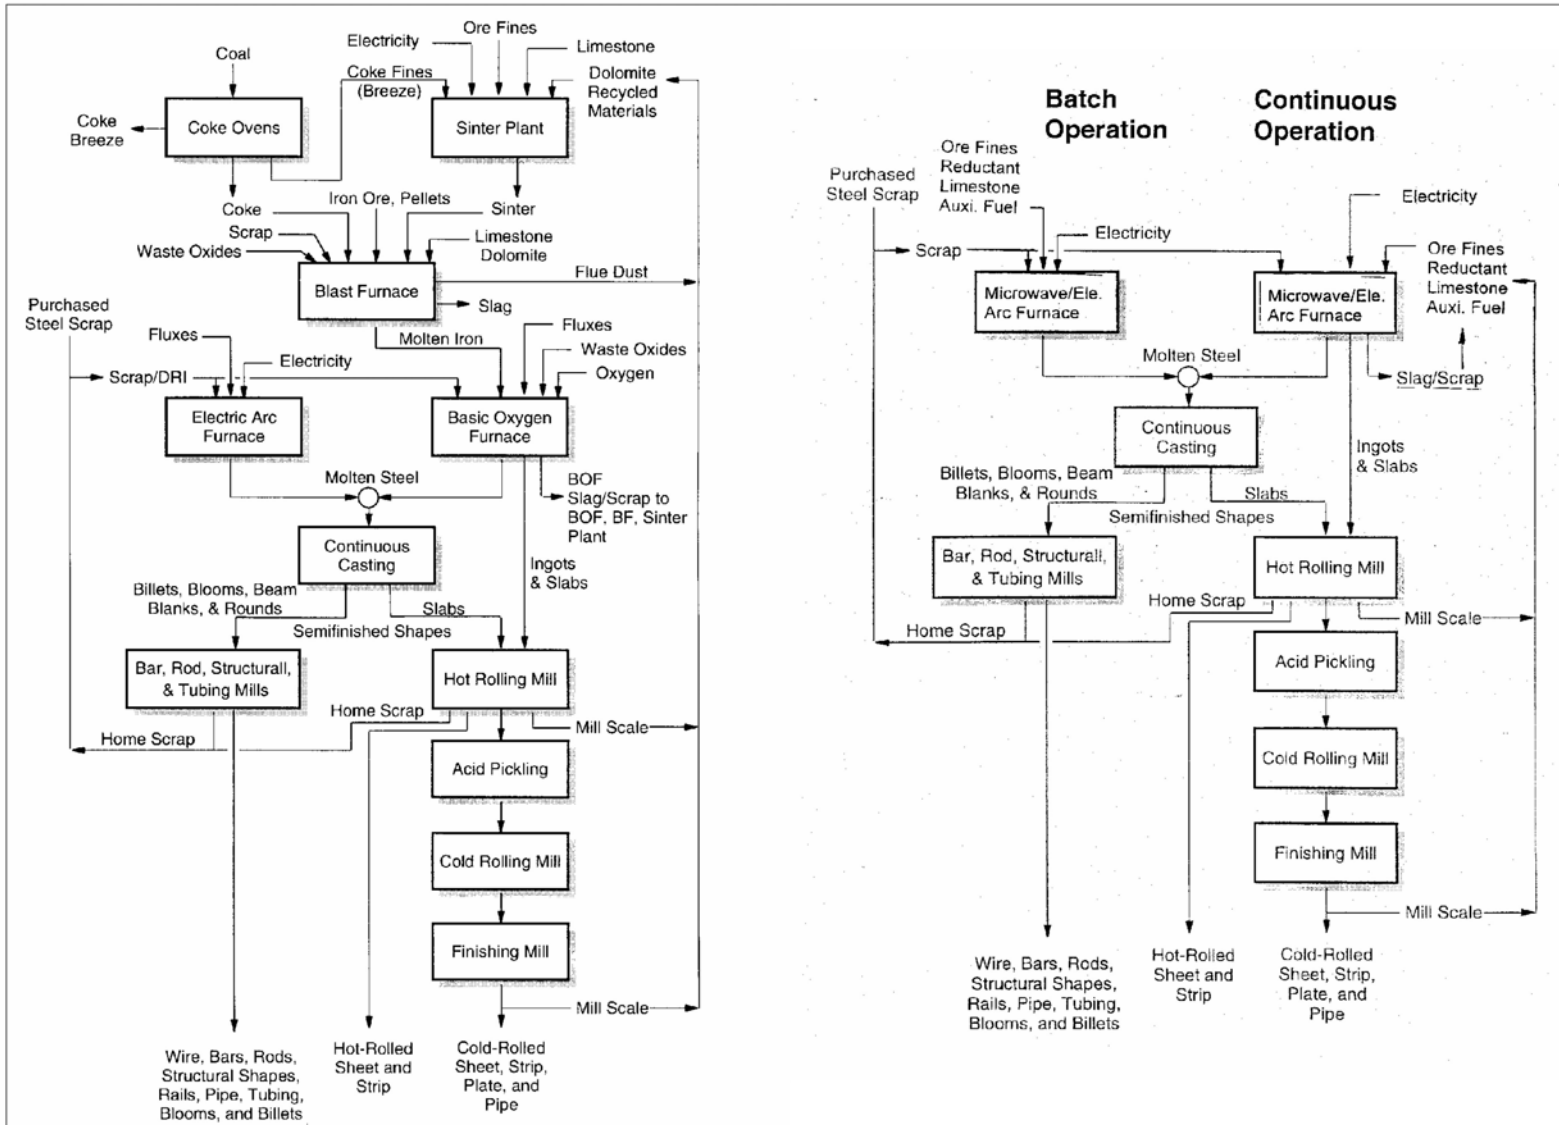 Coal
Electricity
Ore Fines
Limestone
Coke Fines
(Breeze)
Dolomite
Recycled
Materials
Coke
Breeze
Coke Ovens
Sinter Plant
Coke
Iron Ore, Pellets
Sinter
Scrap
Waste Oxides
Limestone
Dolomite
Blast Furnace
Flue Dust
Slag
Purchased
Steel Scrap
Fluxes
Molten Iron
Fluxes
Electricity
Waste Oxides
Scrap/DRI
Oxygen
Electric Arc
Furnace
Basic Oxygen
Furnace
Molten Steel
BOF
Slag/Scrap to
BOF, BF, Sinter
Plant
Continuous
Casting
Ingots
& Slabs
Billets, Blooms, Beam
Blanks, & Rounds
Slabs
Semifinished Shapes
Bar, Rod, Structurall,
& Tubing Mills
Hot Rolling Mill
Home Scrap
Home Scrap
Mill Scale
Acid Pickling
Cold Rolling Mill
Finishing Mill
Mill Scale
Wire, Bars, Rods,
Structural Shapes,
Rails, Pipe, Tubing,
Blooms, and Billets
Hot-Rolled
Sheet and
Strip
Cold-Rolled
Sheet, Strip,
Plate, and
Pipe
Batch
Operation
Continuous
Operation
Purchased
Steel Scrap
Ore Fines
Reductant
Limestone
Auxi. Fuel
Electricity
Electricity
Scrap
Ore Fines
Reductant
Limestone
Auxi. Fuel
Microwave/Ele.
Arc Furnace
Microwave/Ele.
Arc Furnace
Molten Steel
Slag/Scrap
Continuous
Casting
Ingots
& Slabs
Billets, Blooms, Beam
Blanks, & Rounds
Slabs
Semifinished Shapes
Bar, Rod, Structurall,
& Tubing Mills
Hot Rolling Mill
Home Scrap
Home Scrap
Mill Scale
Acid Pickling
Cold Rolling Mill
Finishing Mill
Mill Scale
Wire, Bars, Rods,
Structural Shapes,
Rails, Pipe, Tubing,
Blooms, and Billets
Hot-Rolled
Sheet and
Strip
Cold-Rolled
Sheet, Strip,
Plate, and
Pipe